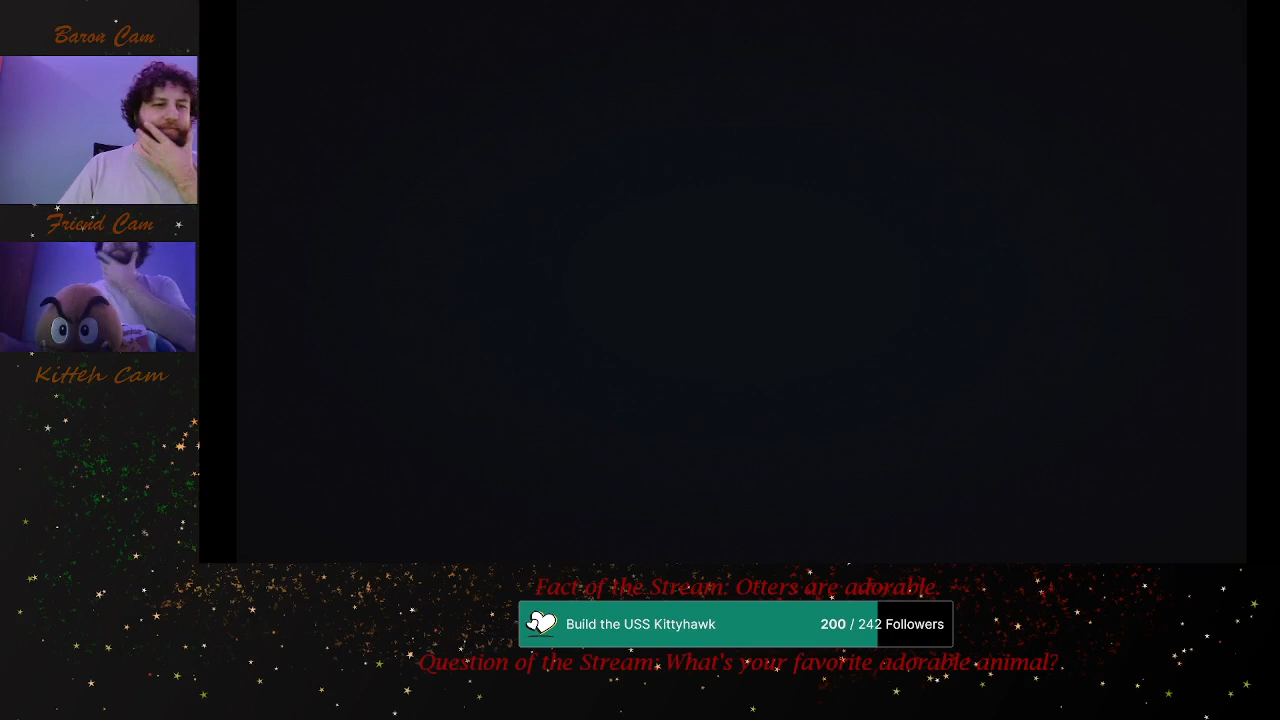 Baron Cam
Friend Cam
Kitteh Cam
Fact of the Stream: Otters are adorable.
Build the USS Kittyhawk 200 / 242 Followers
Question of the Stream: What's your favorite adorable animal?